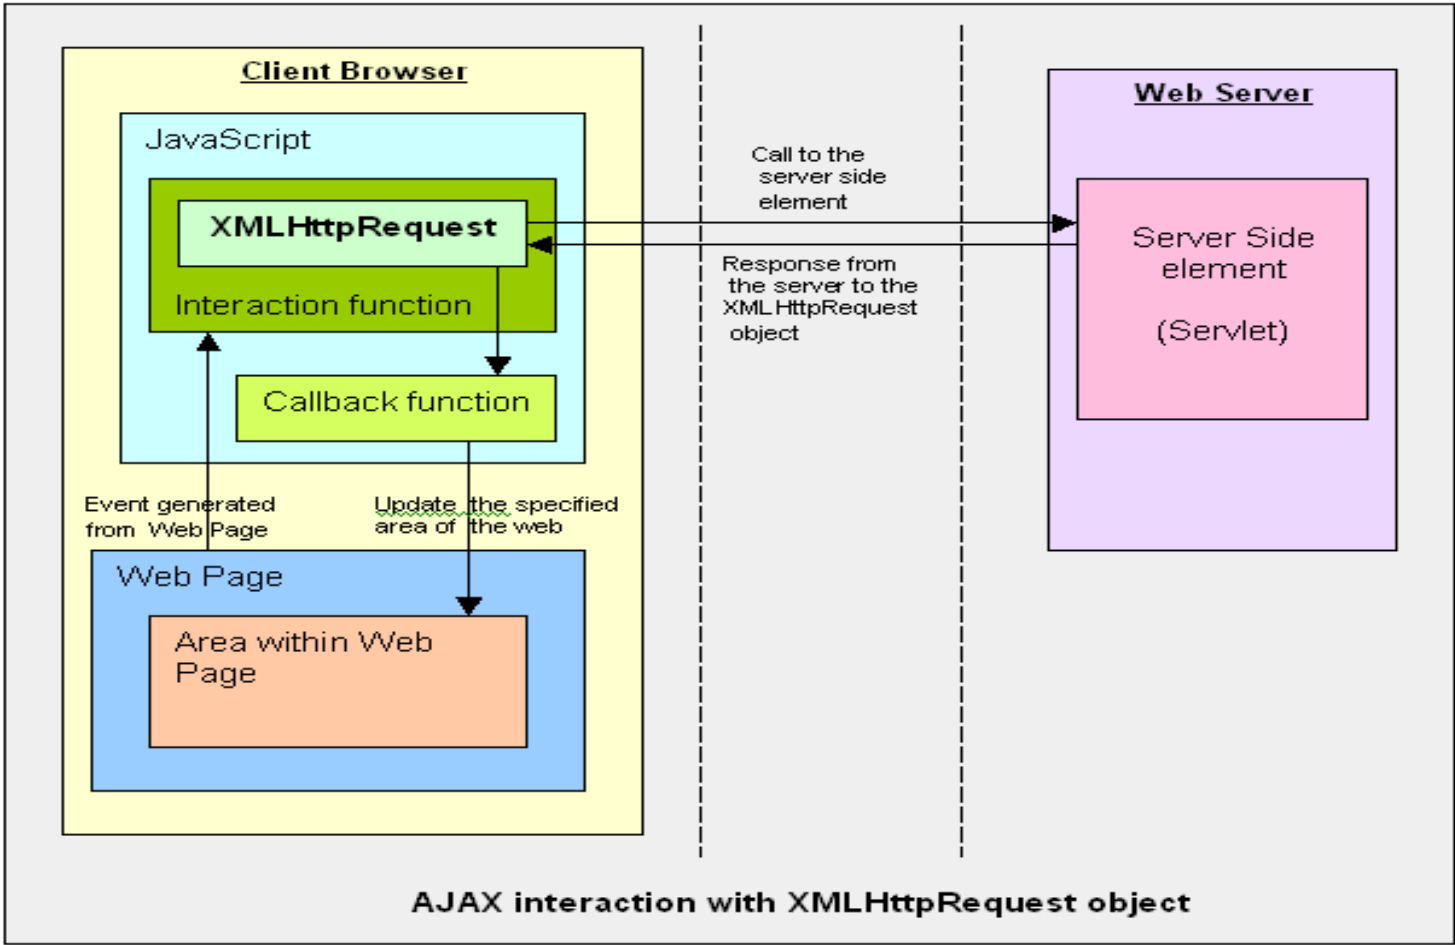 Client Browser
JavaScript
XMLHttpRequest
Interaction function
Callback function
Event generated
from Web Page
Update the specified
area of the web
Web Page
Area within Web
Page
Call to the
server side
element
Response from
the server to the
XMLHttpRequest
object
Web Server
Server Side
element
(Servlet)
AJAX interaction with XMLHttpRequest object